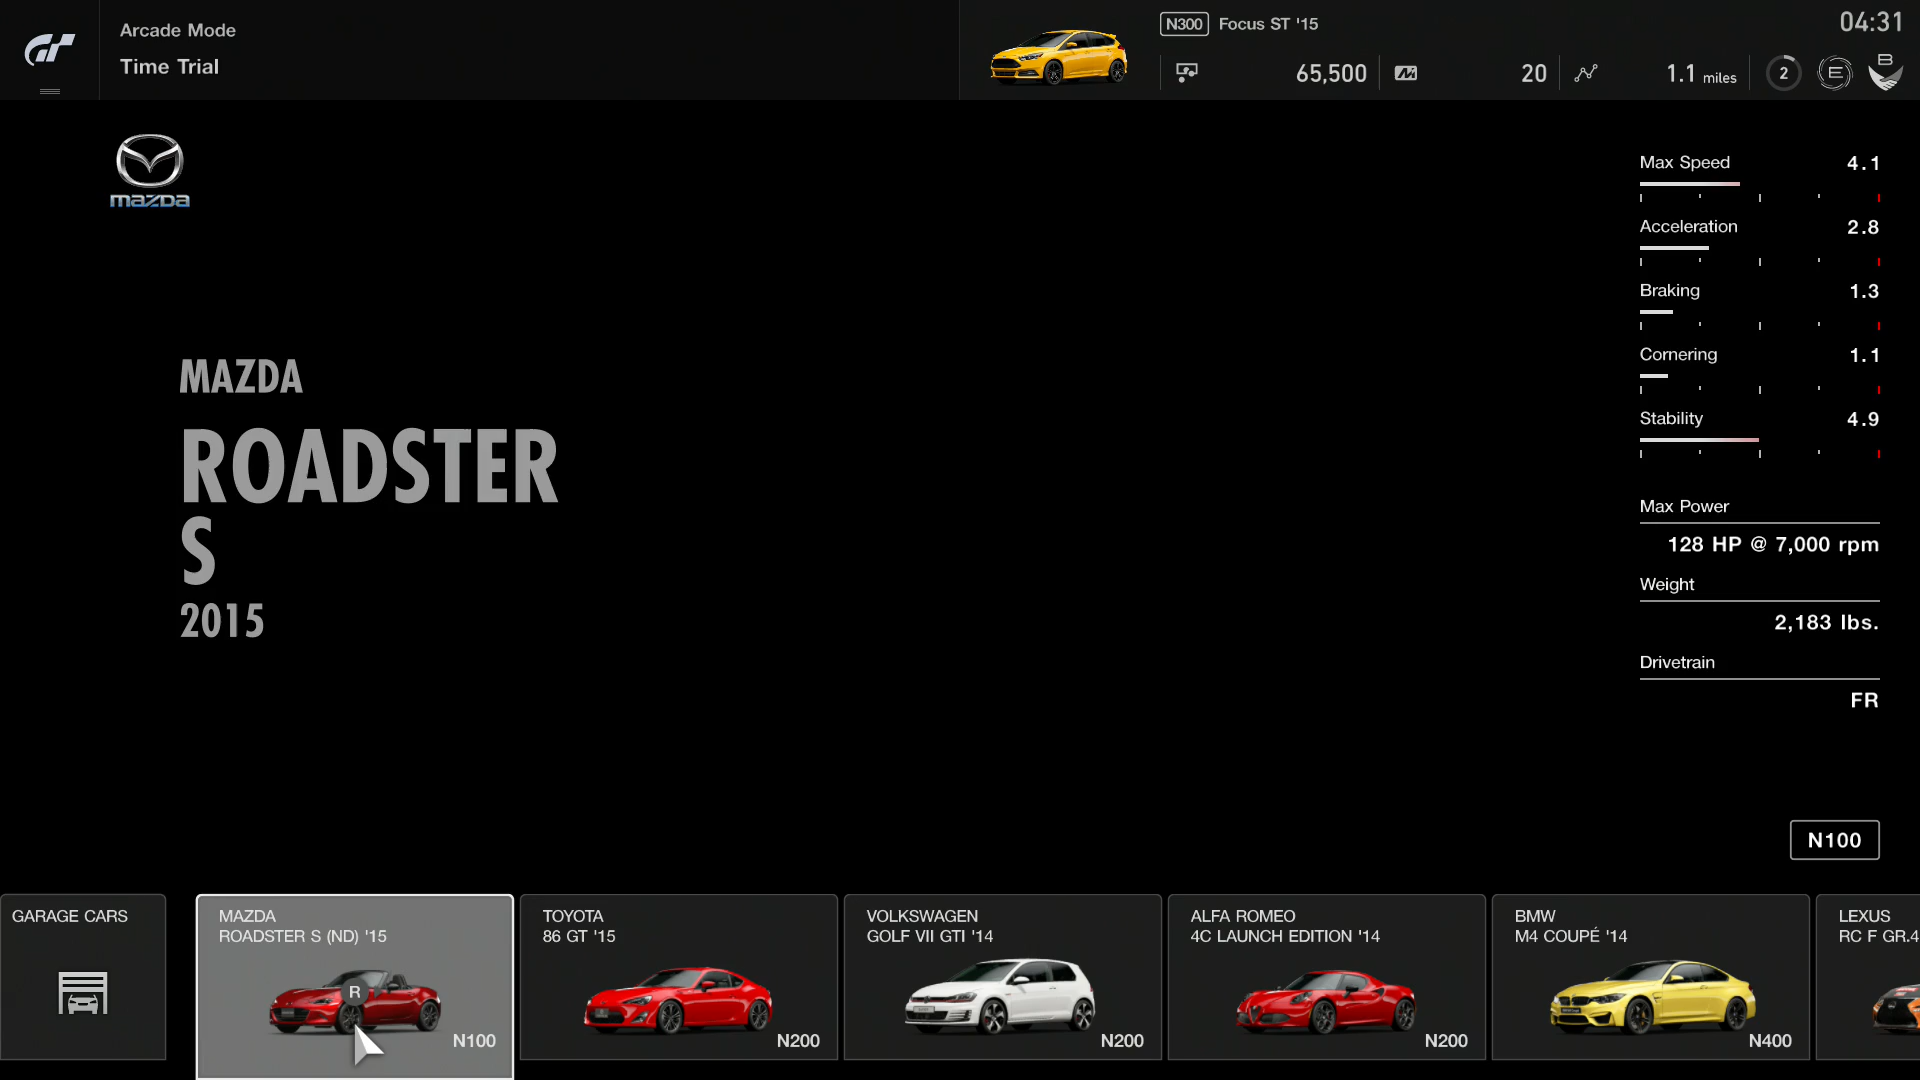 Arcade Mode
Time Trial
N300 Focus ST '15
04:31
65,500
20
1.1 miles
2
E
B
mazda
MAZDA
ROADSTER
S
2015
Max Speed 4.1
Acceleration 2.8
Braking 1.3
Cornering 1.1
Stability 4.9
Max Power
128 HP @ 7,000 rpm
Weight
2,183 lbs.
Drivetrain
FR
N100
GARAGE CARS
MAZDA
ROADSTER S (ND) '15
R
N100
TOYOTA
86 GT '15
N200
VOLKSWAGEN
GOLF VII GTI '14
N200
ALFA ROMEO
4C LAUNCH EDITION '14
N200
BMW
M4 COUPÉ '14
N400
LEXUS
RC F GR.4